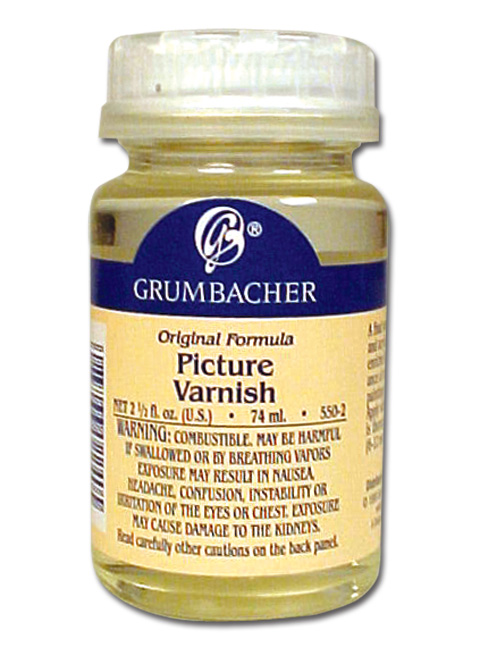 GB®
GRUMBACHER
Original Formula
Picture
Varnish
NET 2 ½ fl. oz. (U.S.) • 74 ml. • 550-2
WARNING: COMBUSTIBLE. MAY BE HARMFUL
IF SWALLOWED OR BY BREATHING VAPORS
EXPOSURE MAY RESULT IN NAUSEA,
HEADACHE, CONFUSION, INSTABILITY OR
IRRITATION OF THE EYES OR CHEST. EXPOSURE
MAY CAUSE DAMAGE TO THE KIDNEYS.
Read carefully other cautions on the back panel.